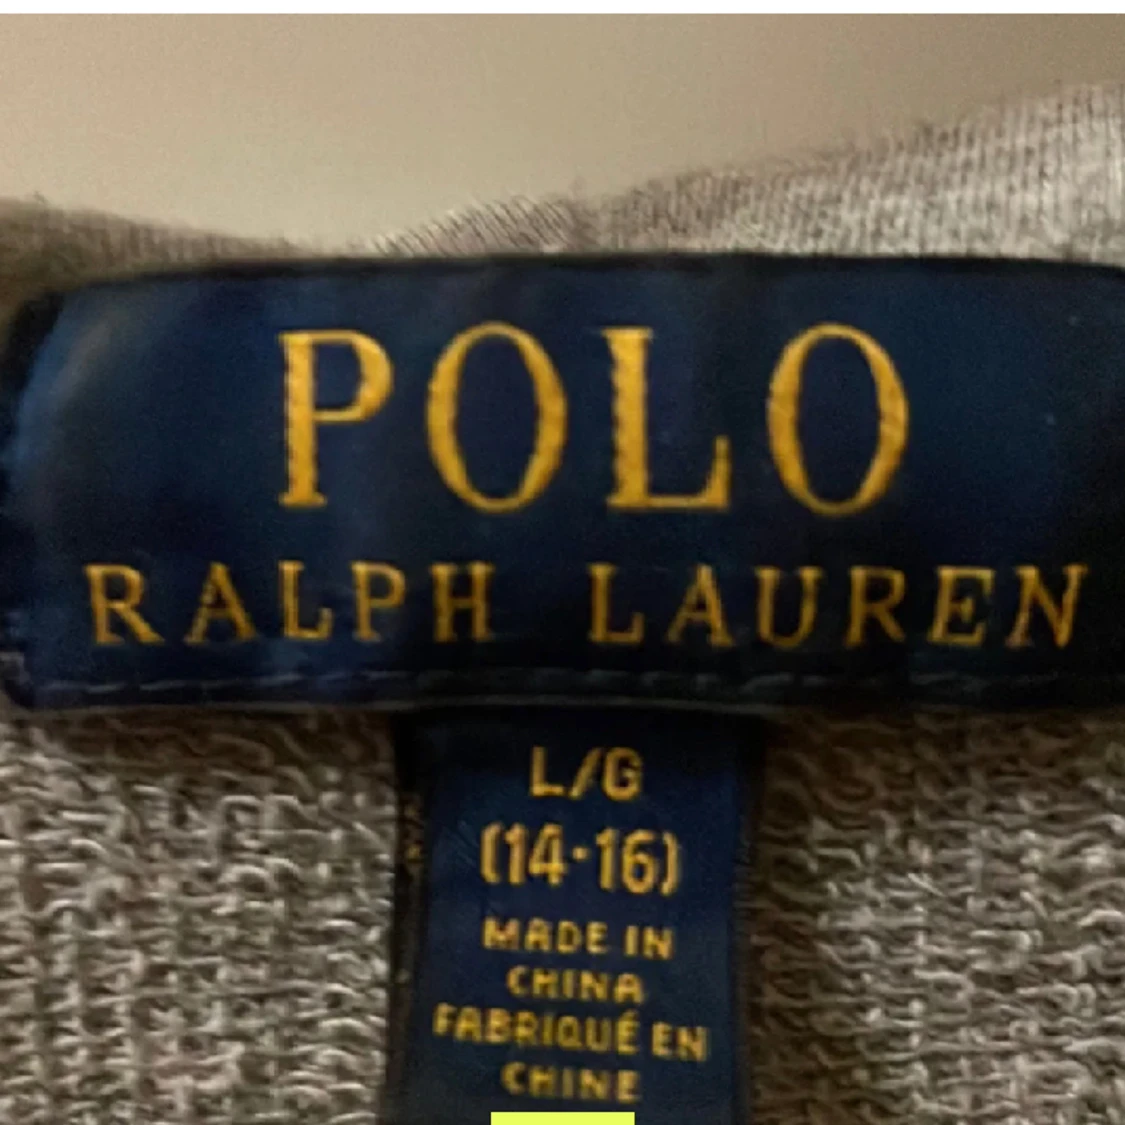 POLO
RALPH LAUREN
L/G
(14-16)
MADE IN
CHINA
FABRIQUÉ EN
CHINE